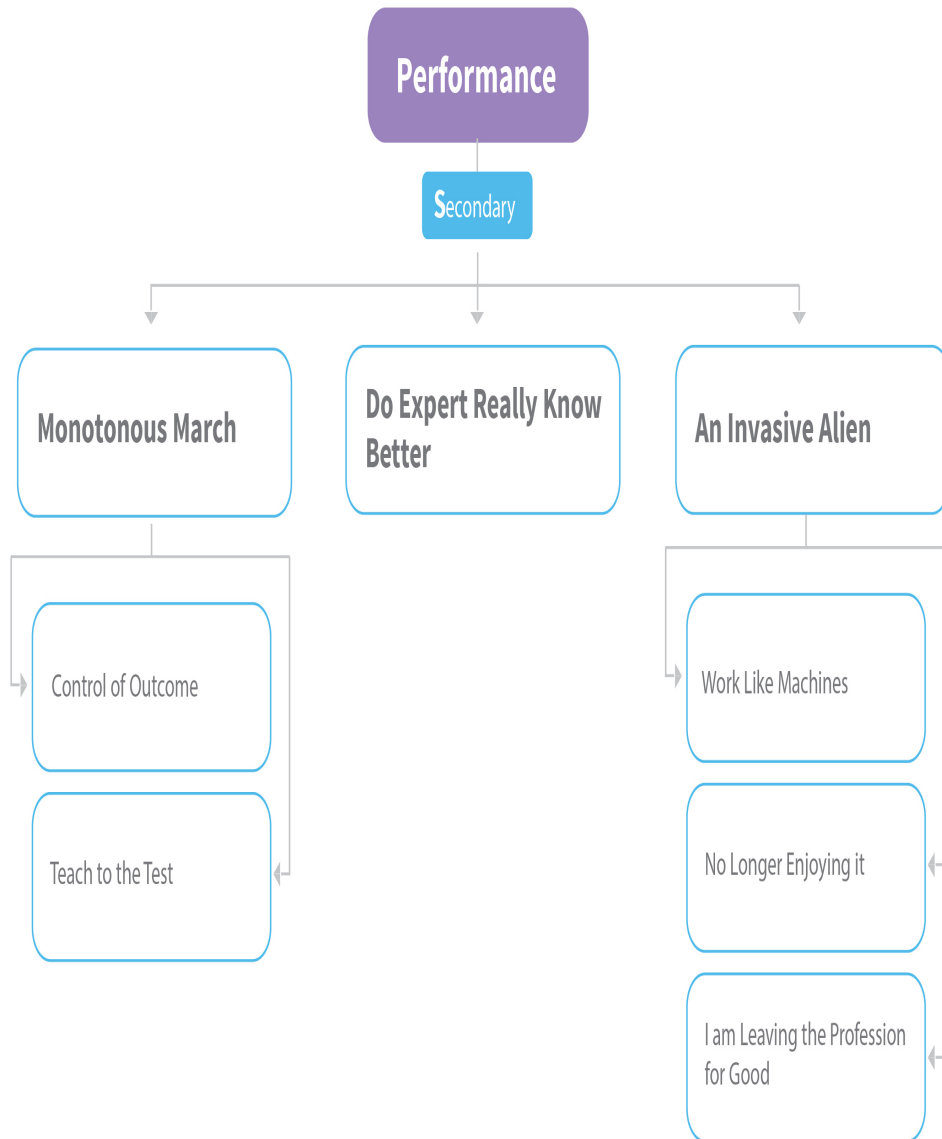 Performance
Secondary
Monotonous March
Do Expert Really Know
Better
An Invasive Alien
Control of Outcome
Teach to the Test
Work Like Machines
No Longer Enjoying it
I am Leaving the Profession
for Good